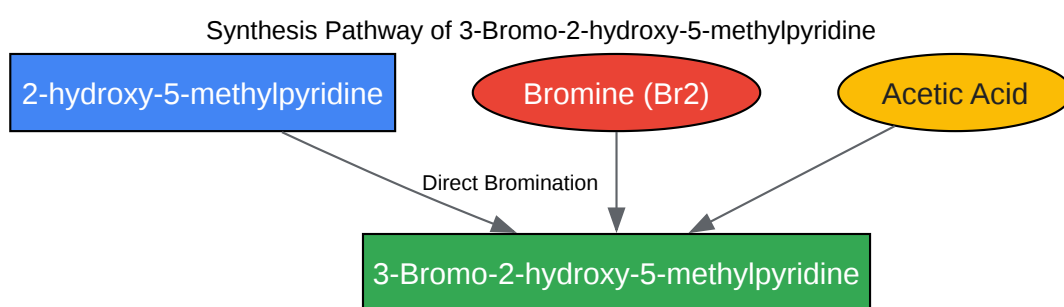 Synthesis Pathway of 3-Bromo-2-hydroxy-5-methylpyridine
2-hydroxy-5-methylpyridine
Bromine (Br2)
Acetic Acid
Direct Bromination
3-Bromo-2-hydroxy-5-methylpyridine